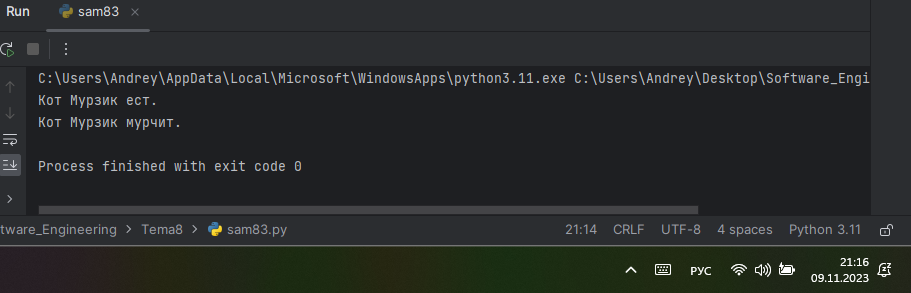 Run sam83
C:\Users\Andrey\AppData\Local\Microsoft\WindowsApps\python3.11.exe C:\Users\Andrey\Desktop\Software_Engi
Кот Мурзик ест.
Кот Мурзик мурчит.
Process finished with exit code 0
tware_Engineering > Tema8 > sam83.py 21:14 CRLF UTF-8 4 spaces Python 3.11
РУС 21:16
09.11.2023